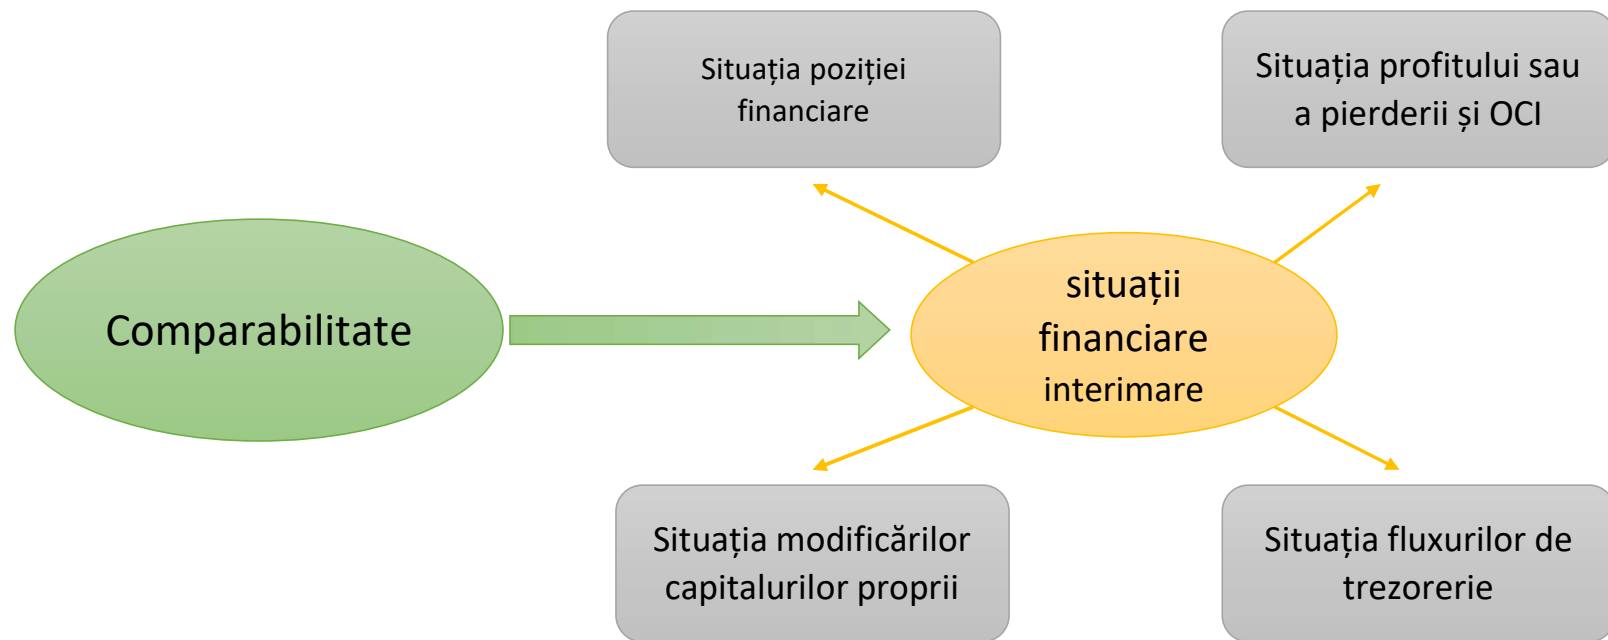 Situația poziției
financiare
Situația profitului sau
a pierderii și OCI
Comparabilitate
situații
financiare
interimare
Situația modificărilor
capitalurilor proprii
Situația fluxurilor de
trezorerie